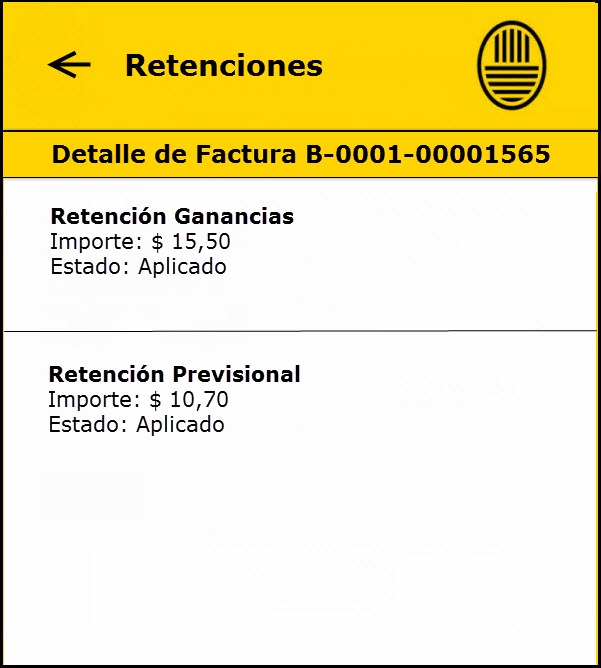 Retenciones
Detalle de Factura B-0001-00001565
Retención Ganancias
Importe: $ 15,50
Estado: Aplicado
Retención Previsional
Importe: $ 10,70
Estado: Aplicado